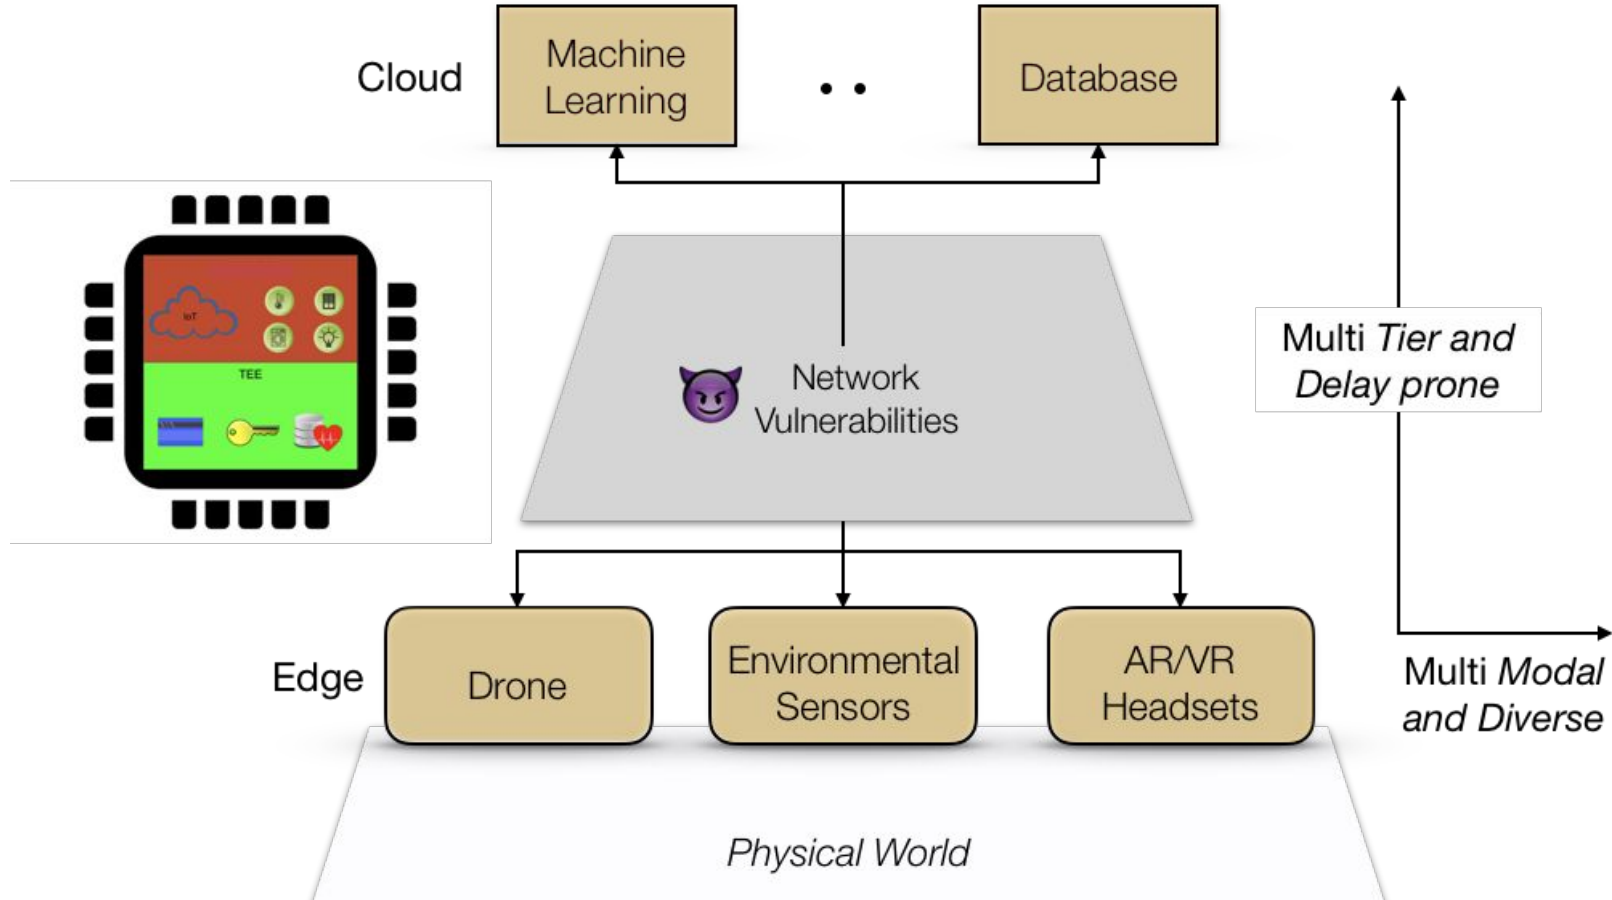 Cloud
Machine
Learning
Database
IoT
TEE
Network
Vulnerabilities
Multi Tier and
Delay prone
Edge
Drone
Environmental
Sensors
AR/VR
Headsets
Multi Modal
and Diverse
Physical World